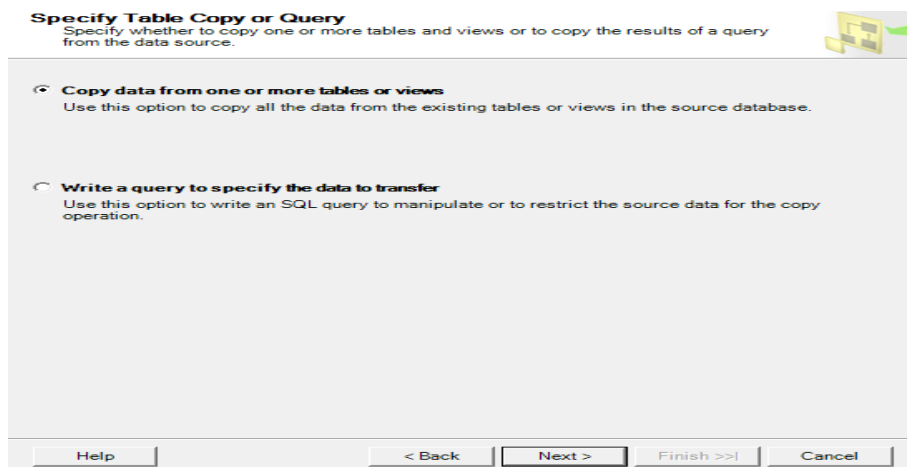 Specify Table Copy or Query
Specify whether to copy one or more tables and views or to copy the results of a query
from the data source.
Copy data from one or more tables or views
Use this option to copy all the data from the existing tables or views in the source database.
Write a query to specify the data to transfer
Use this option to write an SQL query to manipulate or to restrict the source data for the copy
operation.
Help < Back Next > Finish >>| Cancel